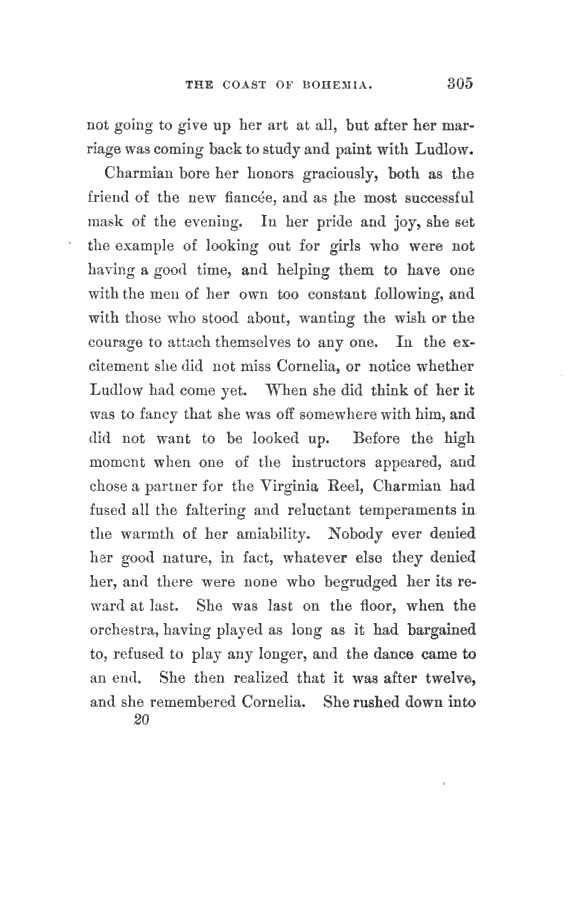 THE COAST OF BOHEMIA. 305
not going to give up her art at all, but after her mar-
riage was coming back to study and paint with Ludlow.
Charmian bore her honors graciously, both as the
friend of the new fiancée, and as the most successful
mask of the evening. In her pride and joy, she set
the example of looking out for girls who were not
having a good time, and helping them to have one
with the men of her own too constant following, and
with those who stood about, wanting the wish or the
courage to attach themselves to any one. In the ex-
citement she did not miss Cornelia, or notice whether
Ludlow had come yet. When she did think of her it
was to fancy that she was off somewhere with him, and
did not want to be looked up. Before the high
moment when one of the instructors appeared, and
chose a partner for the Virginia Reel, Charmian had
fused all the faltering and reluctant temperaments in
the warmth of her amiability. Nobody ever denied
her good nature, in fact, whatever else they denied
her, and there were none who begrudged her its re-
ward at last. She was last on the floor, when the
orchestra, having played as long as it had bargained
to, refused to play any longer, and the dance came to
an end. She then realized that it was after twelve,
and she remembered Cornelia. She rushed down into
20